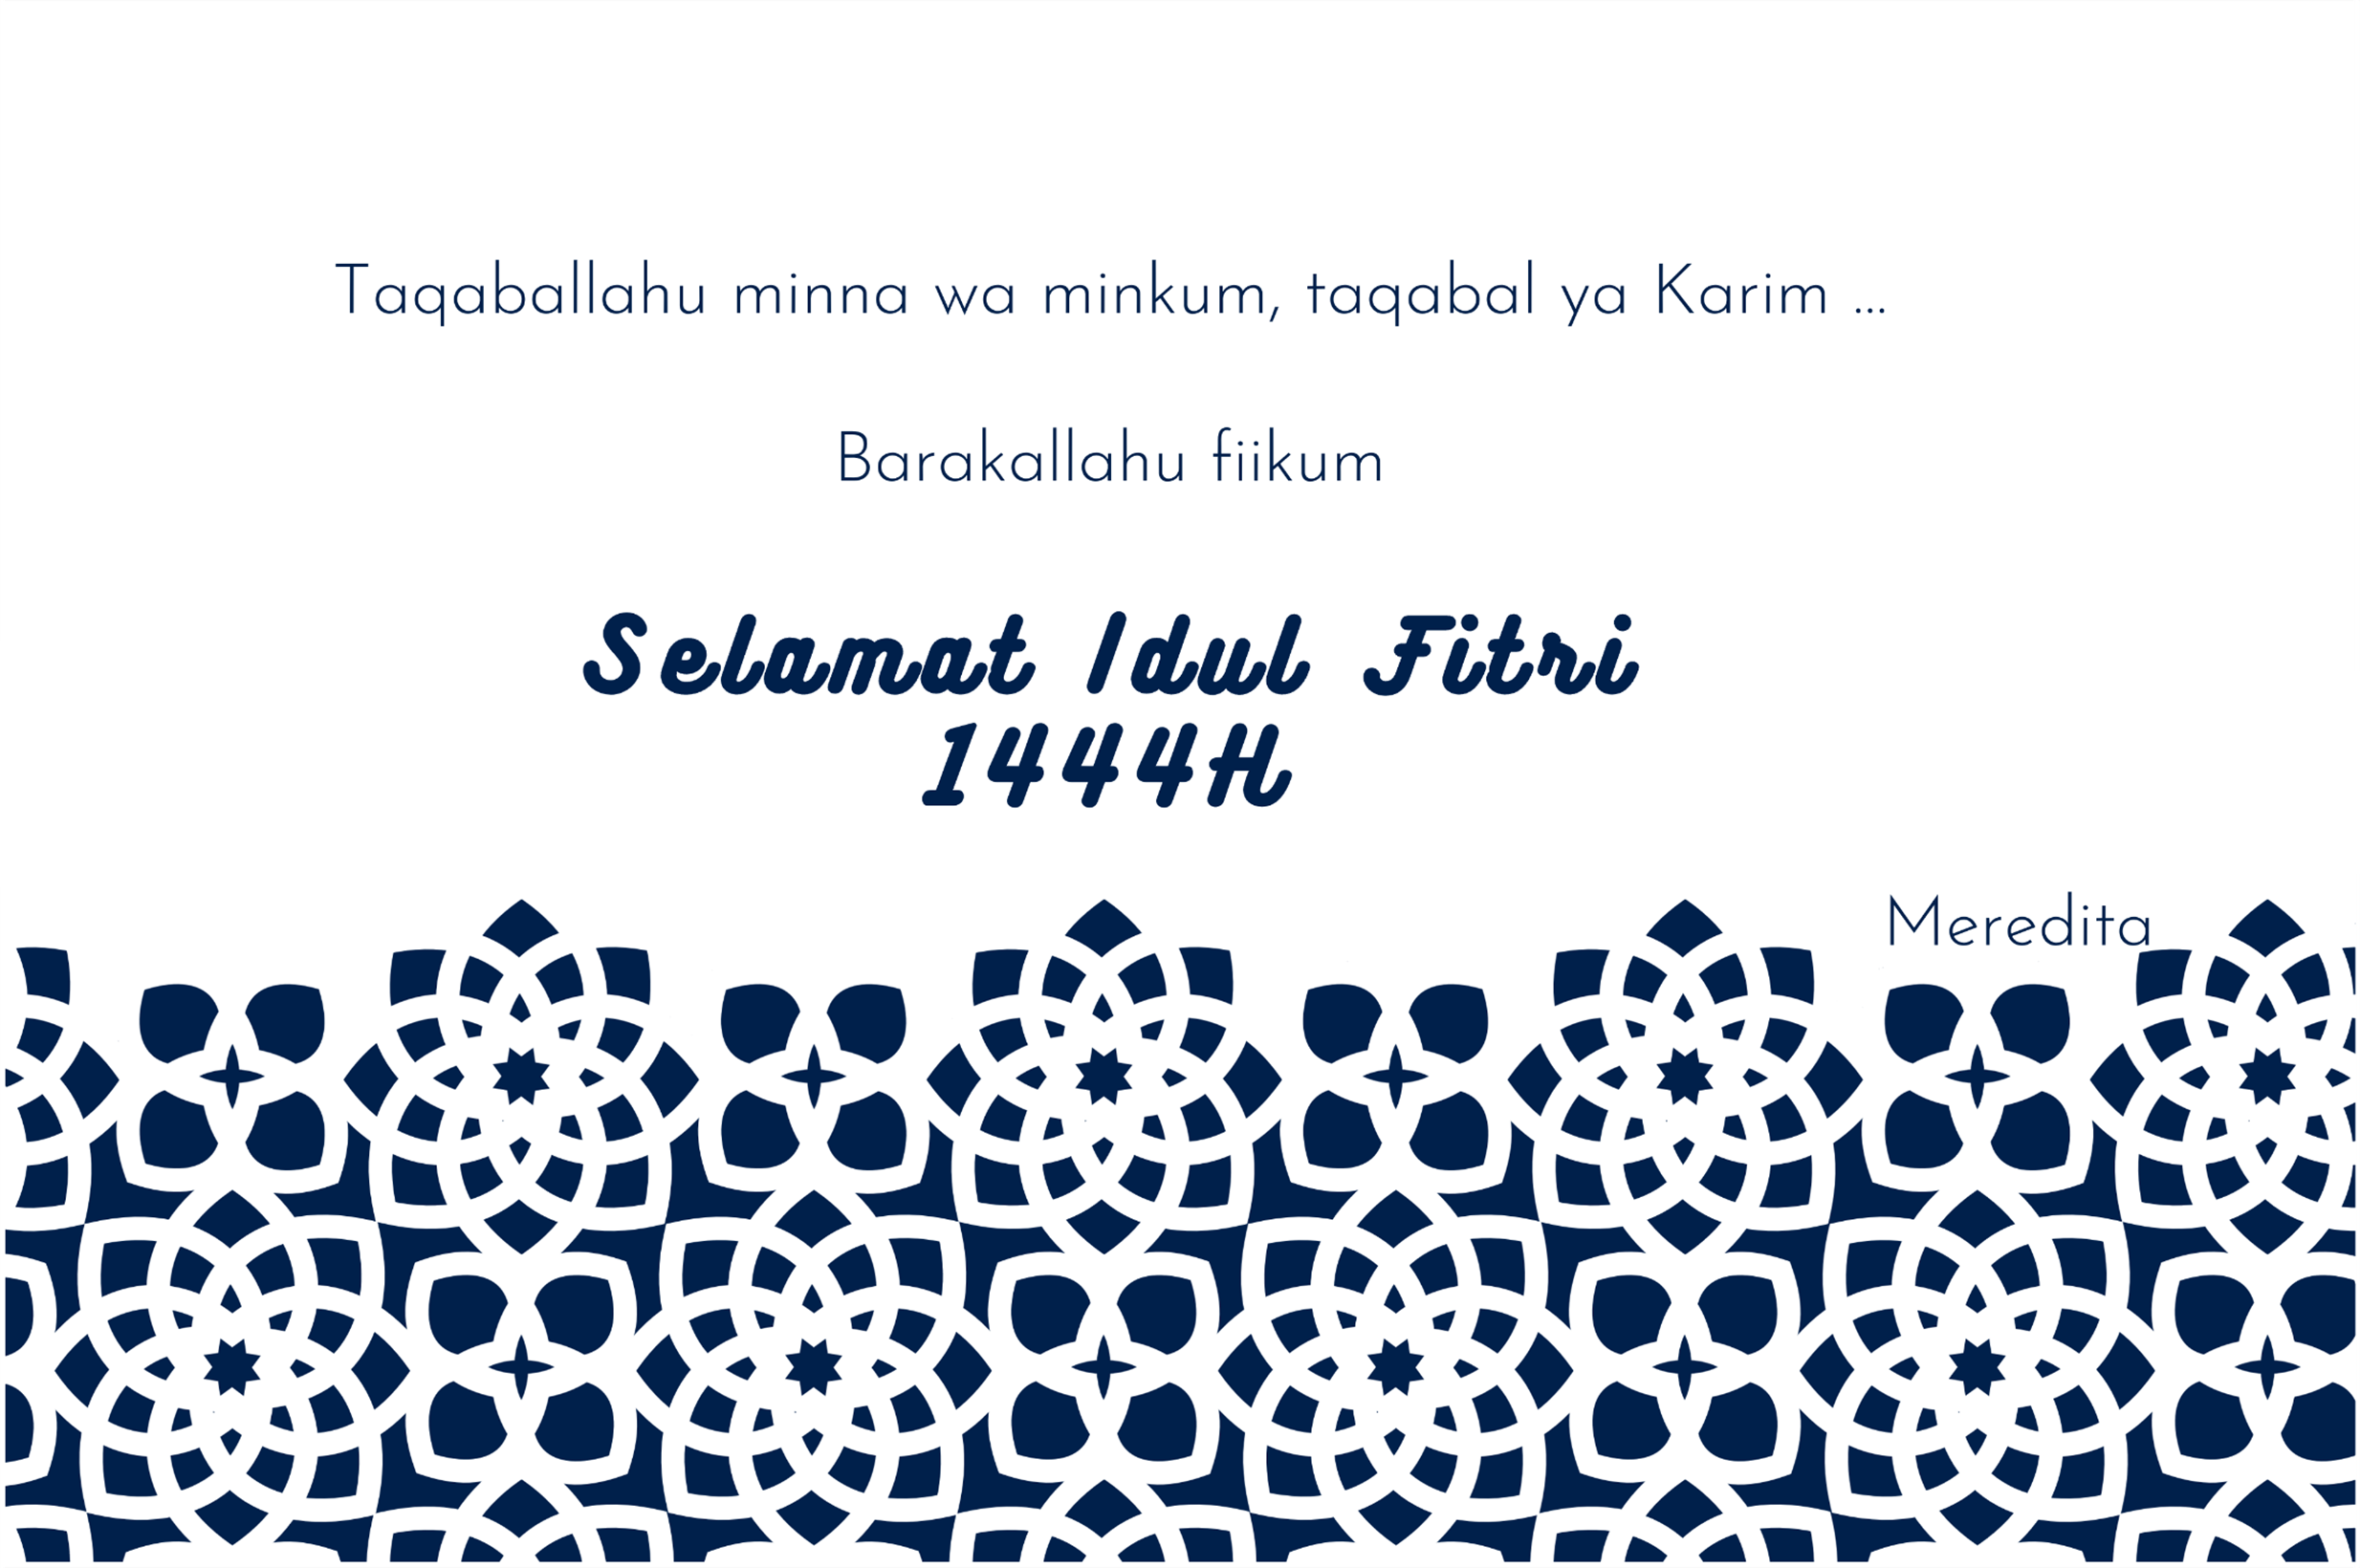 Taqaballahu minna wa minkum, taqabal ya Karim ...
Barakallahu fiikum
Selamat Idul Fitri
1444H
Meredita